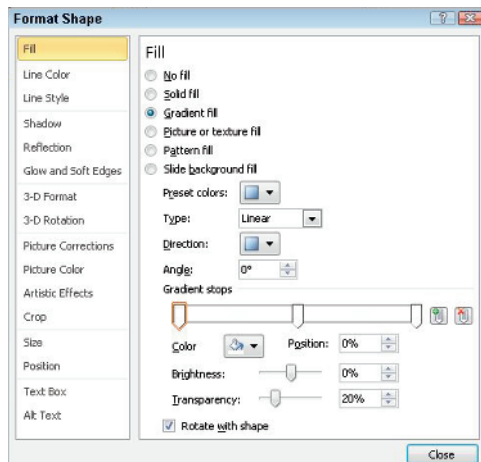 Format Shape
Fill
Line Color
Line Style
Shadow
Reflection
Glow and Soft Edges
3-D Format
3-D Rotation
Picture Corrections
Picture Color
Artistic Effects
Crop
Size
Position
Text Box
Alt Text
Fill
No fill
Solid fill
Gradient fill
Picture or texture fill
Pattern fill
Slide background fill
Preset colors:
Type: Linear
Direction:
Angle: 0°
Gradient stops
Color Position: 0%
Brightness: 0%
Transparency: 20%
Rotate with shape
Close